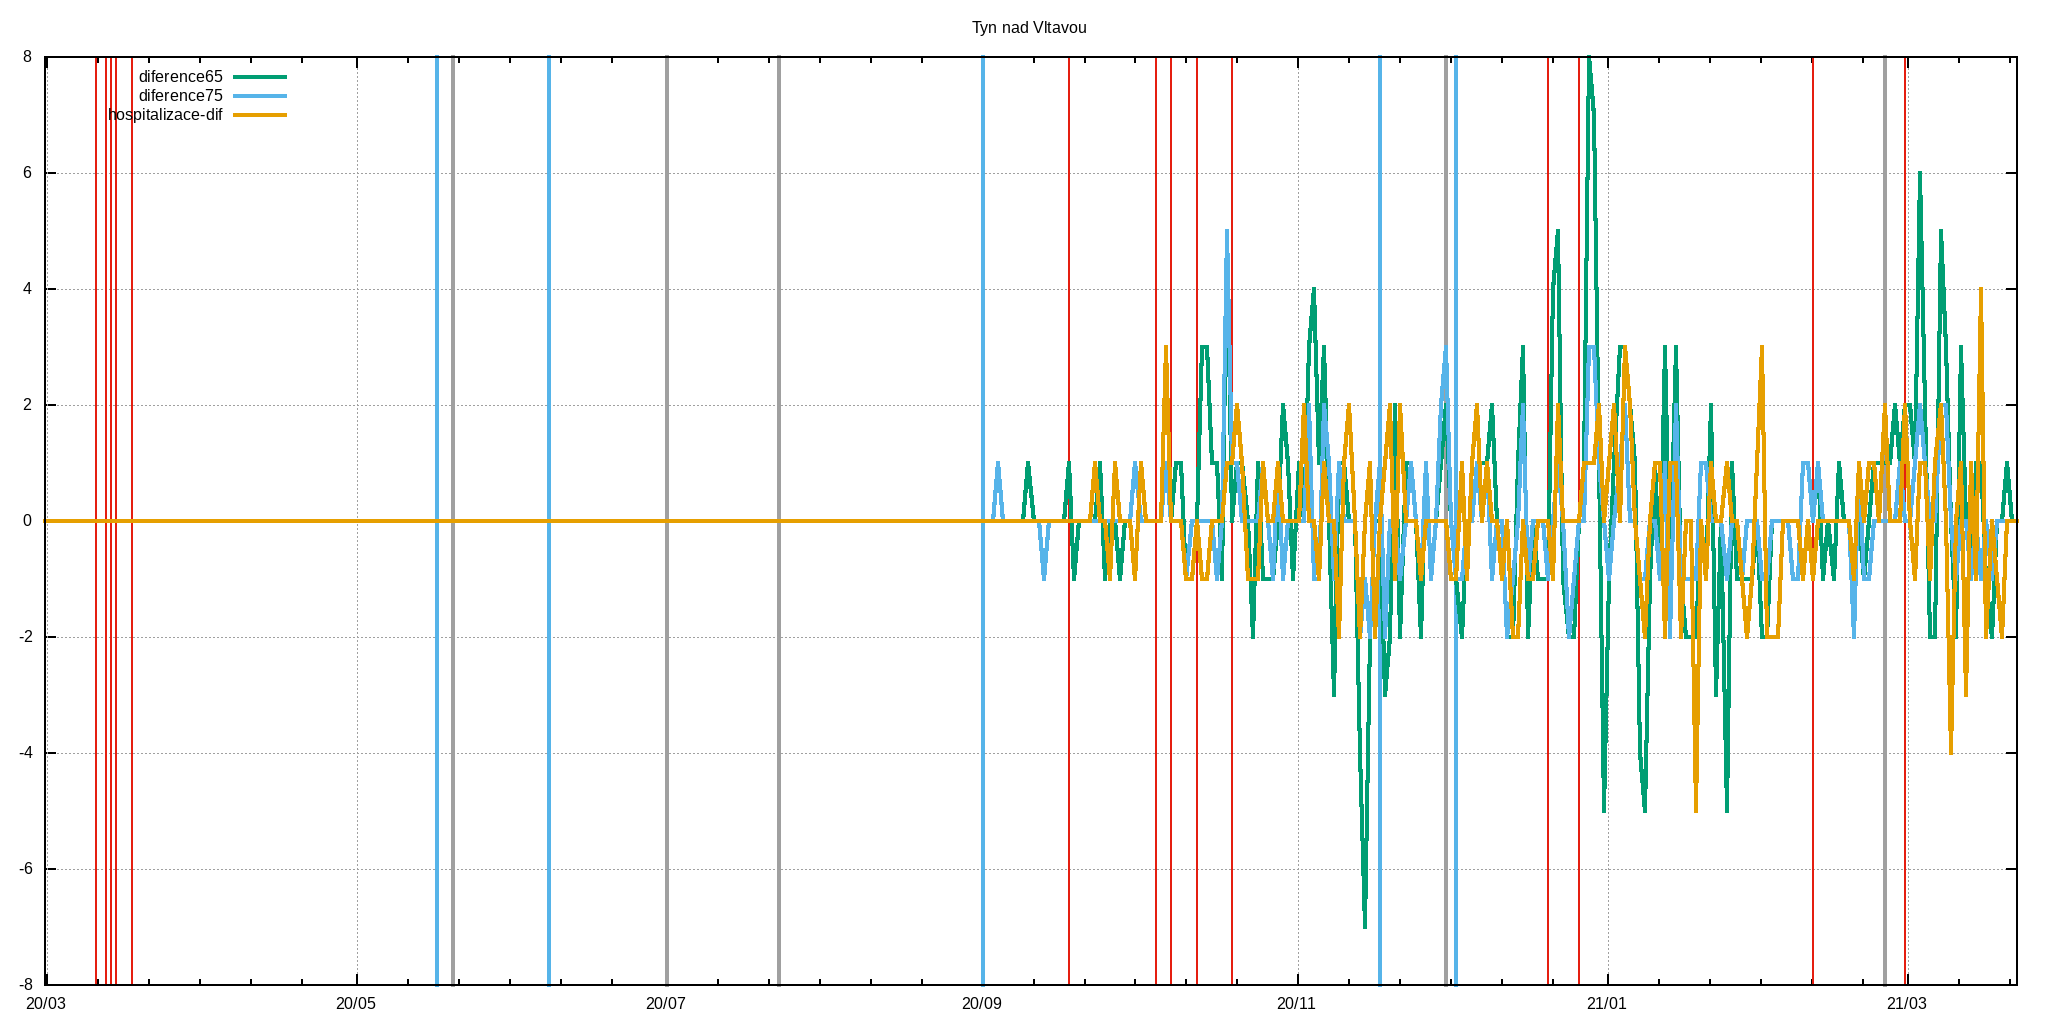 Tyn nad Vltavou
diference65
diference75
hospitalizace-dif
8
6
4
2
0
-2
-4
-6
-8
20/03 20/05 20/07 20/09 20/11 21/01 21/03